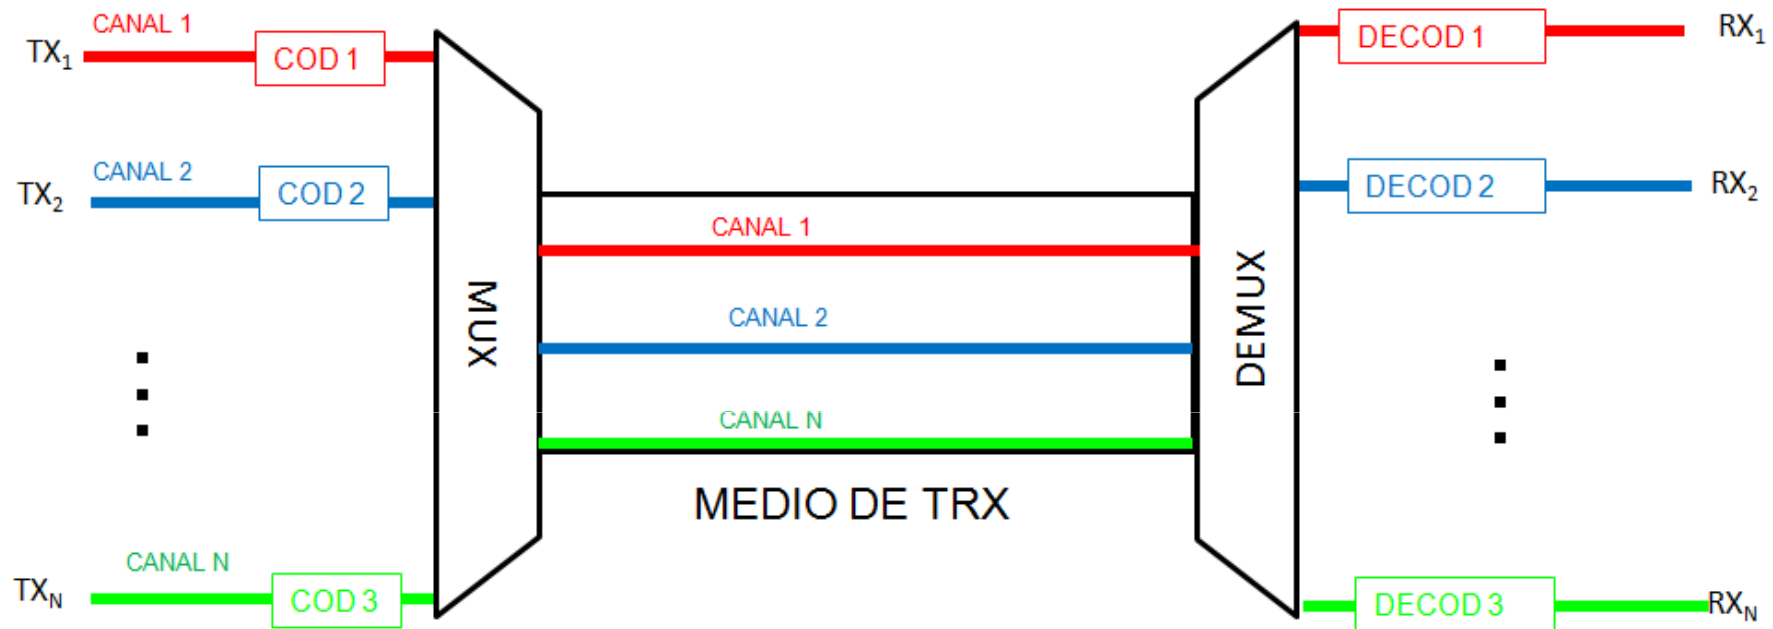 CANAL 1
TX1
COD 1
CANAL 2
TX2
COD 2
CANAL N
TXN
COD 3
MUX
CANAL 1
CANAL 2
CANAL N
MEDIO DE TRX
DEMUX
DECOD 1
RX1
DECOD 2
RX2
DECOD 3
RXN